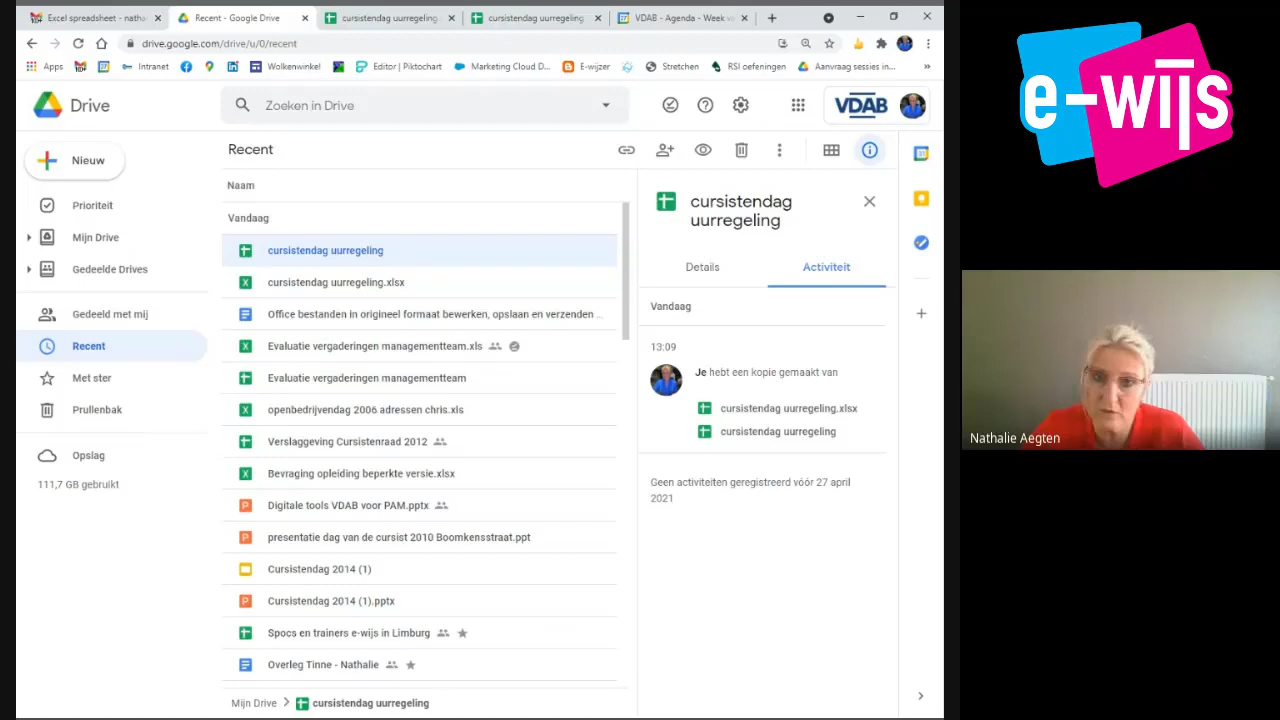 Excel spreadsheet - natha
Recent - Google Drive
cursistendag uurregeling
cursistendag uurregeling
VDAB - Agenda - Week v
drive.google.com/drive/u/0/recent
Apps
Intranet
Wolkenwinkel
Editor | Piktochart
Marketing Cloud D...
E-wijzer
Stretchen
RSI oefeningen
Aanvraag sessies in...
»
Drive
Zoeken in Drive
VDAB
Nieuw
Prioriteit
Mijn Drive
Gedeelde Drives
Gedeeld met mij
Recent
Met ster
Prullenbak
Opslag
111,7 GB gebruikt
Recent
Naam
Vandaag
cursistendag uurregeling
cursistendag uurregeling.xlsx
Office bestanden in origineel formaat bewerken, opslaan en verzenden ...
Evaluatie vergaderingen managementteam.xls
Evaluatie vergaderingen managementteam
openbedrijvendag 2006 adressen chris.xls
Verslaggeving Cursistenraad 2012
Bevraging opleiding beperkte versie.xlsx
Digitale tools VDAB voor PAM.pptx
presentatie dag van de cursist 2010 Boomkensstraat.ppt
Cursistendag 2014 (1)
Cursistendag 2014 (1).pptx
Spocs en trainers e-wijs in Limburg
Overleg Tinne - Nathalie
Mijn Drive > cursistendag uurregeling
cursistendag
uurregeling
Details
Activiteit
Vandaag
13:09
Je hebt een kopie gemaakt van
cursistendag uurregeling.xlsx
cursistendag uurregeling
Geen activiteiten geregistreerd vóór 27 april
2021
e-wijs
Nathalie Aegten